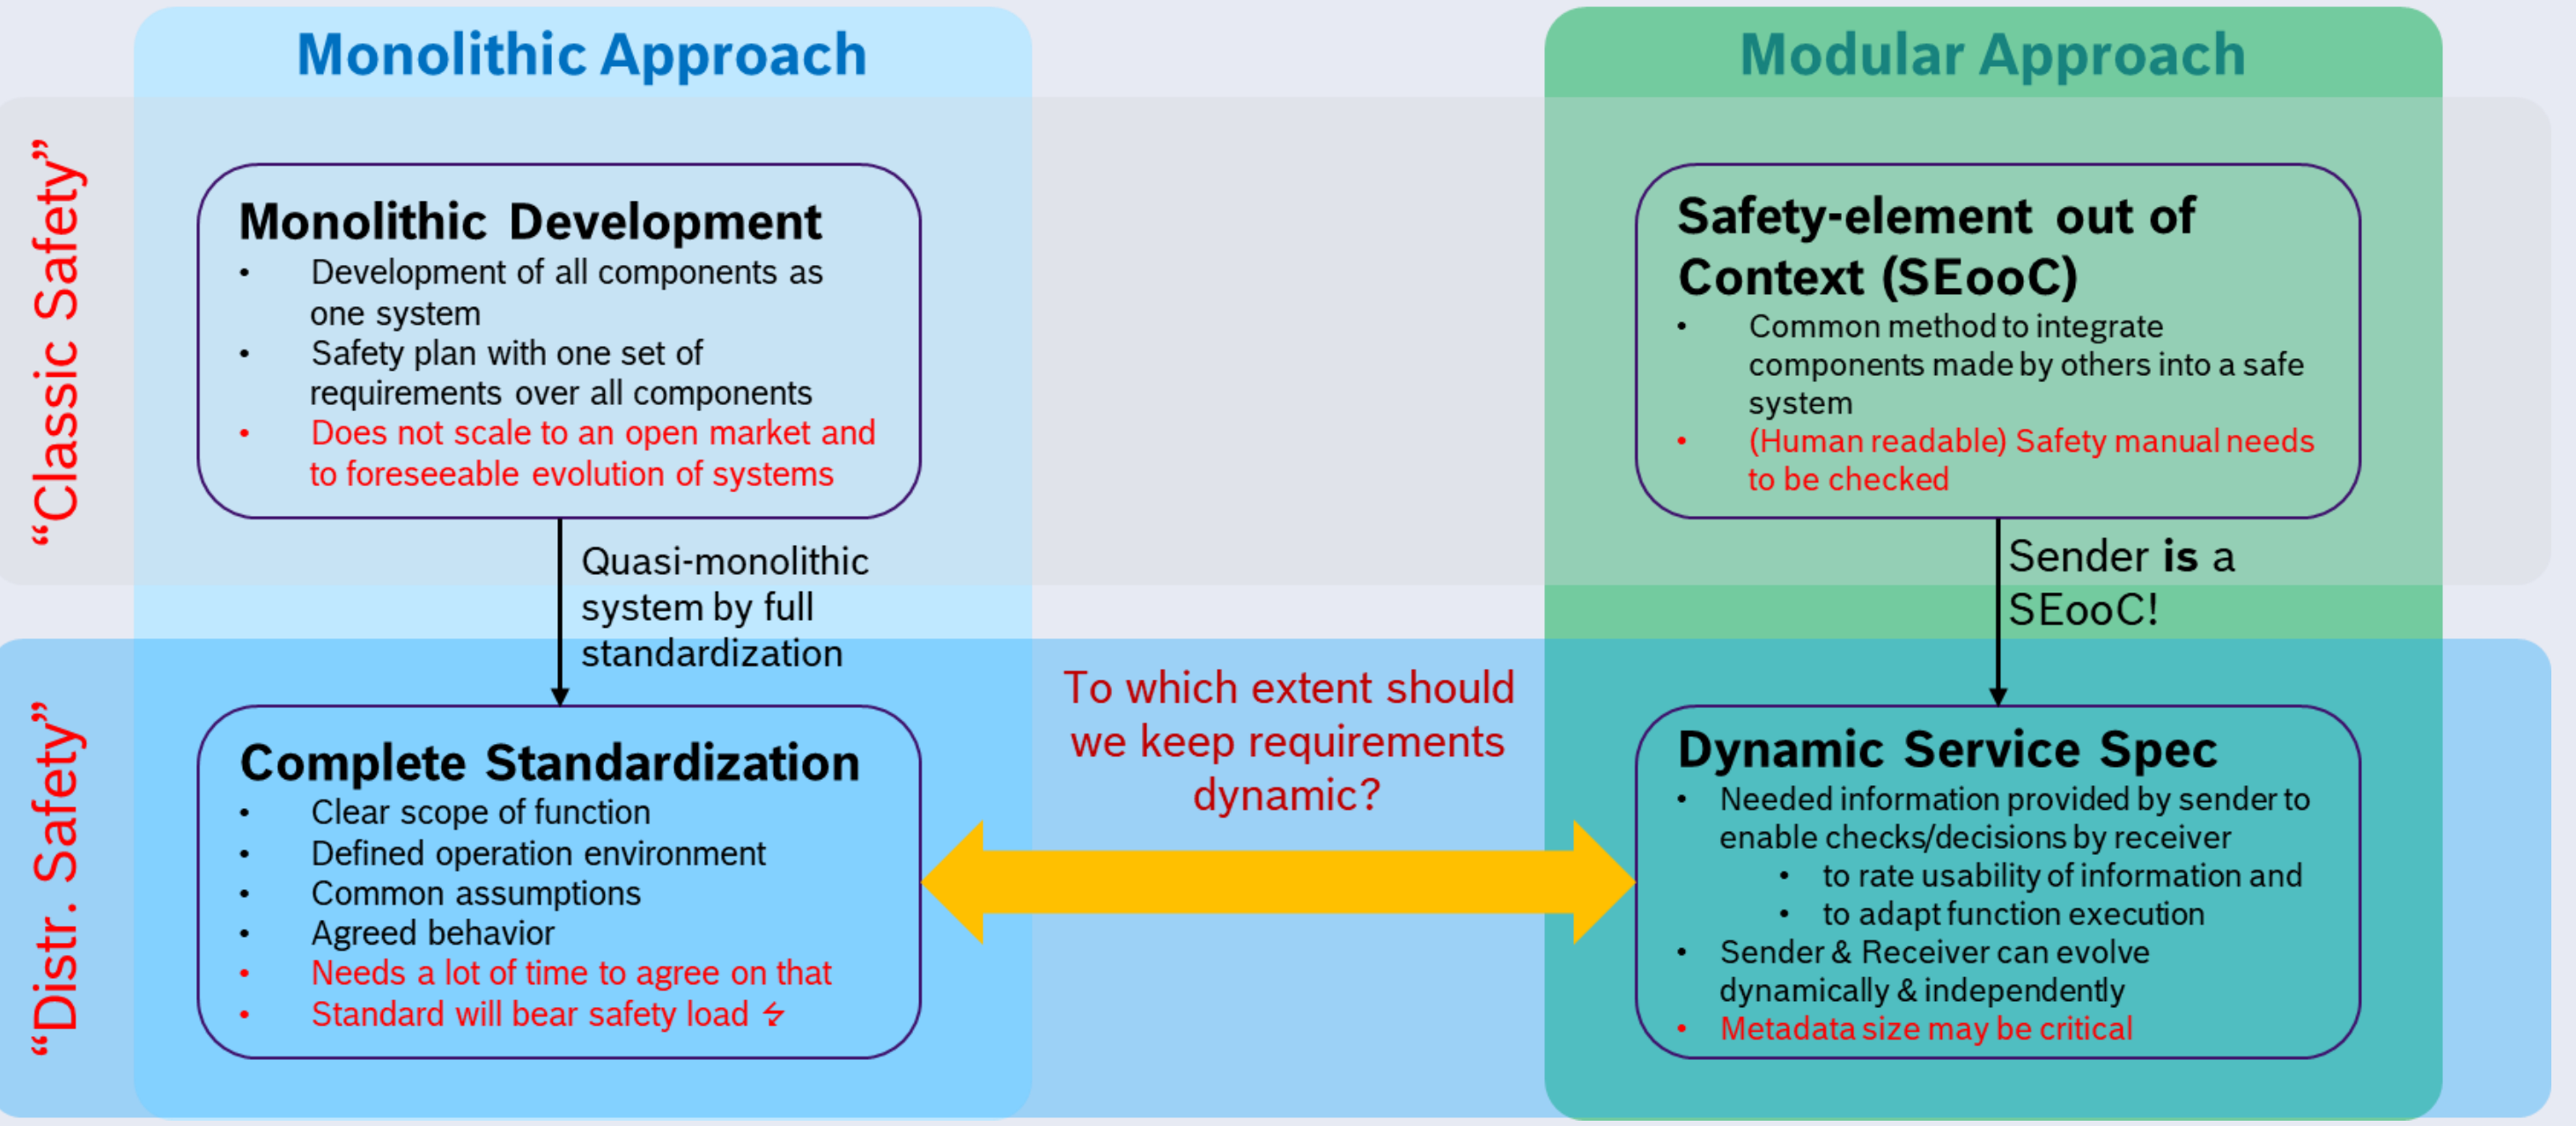 Monolithic Approach
Modular Approach
“Classic Safety”
Monolithic Development
• Development of all components as
one system
• Safety plan with one set of
requirements over all components
• Does not scale to an open market and
to foreseeable evolution of systems
Safety-element out of
Context (SEooC)
• Common method to integrate
components made by others into a safe
system
• (Human readable) Safety manual needs
to be checked
Quasi-monolithic
system by full
standardization
Sender is a
SEooC!
“Distr. Safety”
Complete Standardization
• Clear scope of function
• Defined operation environment
• Common assumptions
• Agreed behavior
• Needs a lot of time to agree on that
• Standard will bear safety load ↯
To which extent should
we keep requirements
dynamic?
Dynamic Service Spec
• Needed information provided by sender to
enable checks/decisions by receiver
• to rate usability of information and
• to adapt function execution
• Sender & Receiver can evolve
dynamically & independently
• Metadata size may be critical